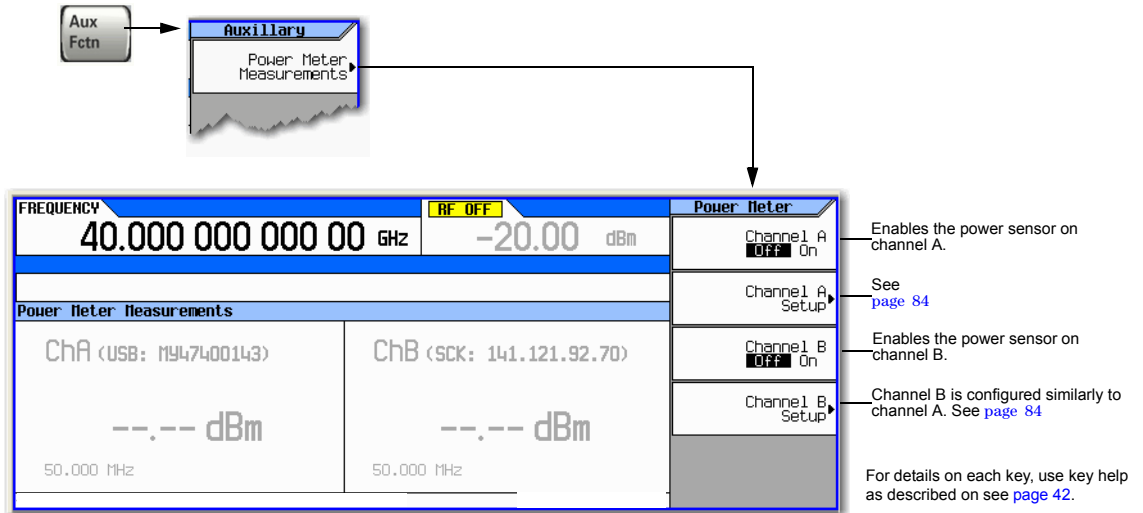 Aux
Fctn
Auxillary
Power Meter
Measurements
FREQUENCY
40.000 000 000 00 GHz
RF OFF
-20.00 dBm
Power Meter Measurements
ChA (USB: MY47400143)
--.-- dBm
50.000 MHz
ChB (SCK: 141.121.92.70)
--.-- dBm
50.000 MHz
Power Meter
Channel A
Off On
Channel A
Setup
Channel B
Off On
Channel B
Setup
Enables the power sensor on
channel A.
See
page 84
Enables the power sensor on
channel B.
Channel B is configured similarly to
channel A. See page 84
For details on each key, use key help
as described on see page 42.